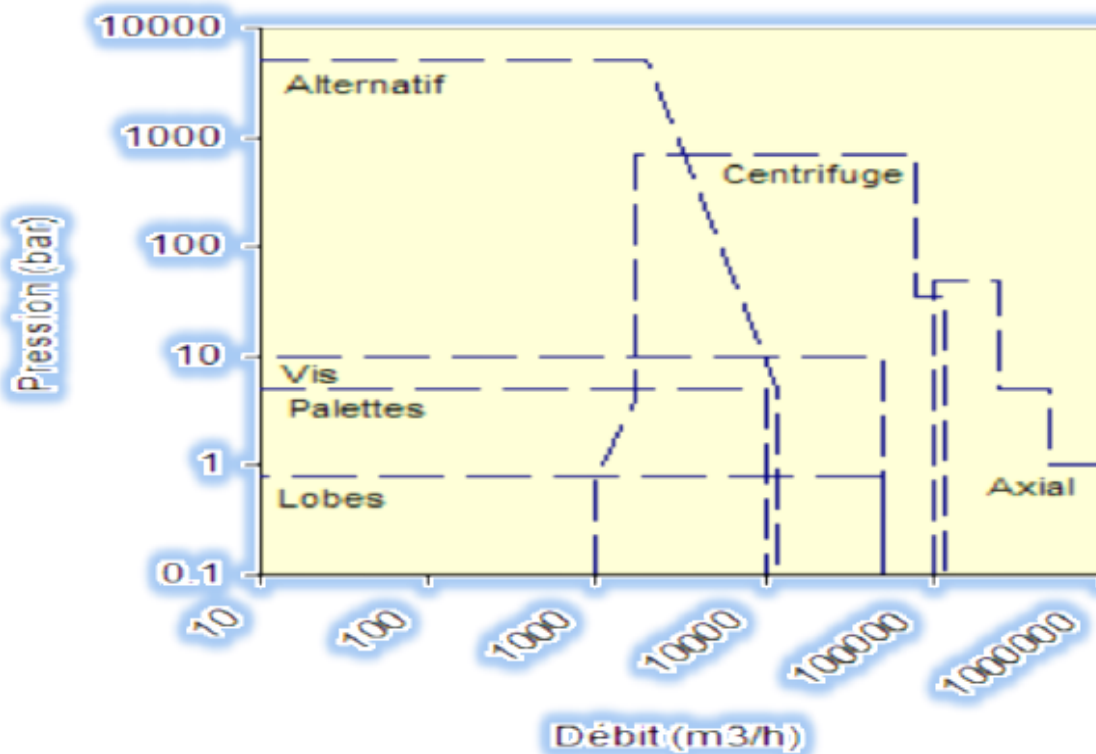 10000
Alternatif
1000
Centrifuge
Pression (bar)
100
10
Vis
Palettes
1
Lobes
Axial
0.1
10
100
1000
10000
100000
1000000
Débit (m3/h)